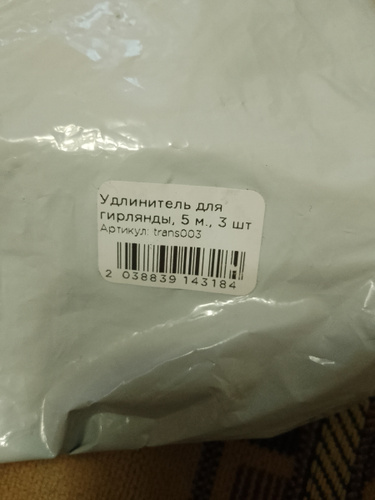 Удлинитель для
гирлянды, 5 м., 3 шт
Артикул: trans003
2 038839 143184